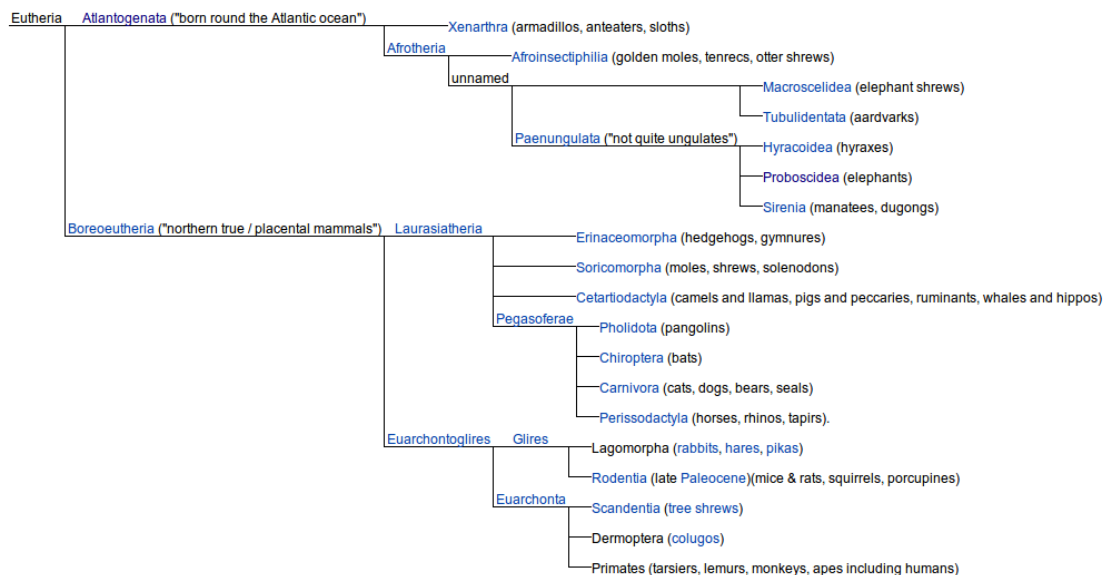 Eutheria Atlantogenata ("born round the Atlantic ocean")
Xenarthra (armadillos, anteaters, sloths)
Afrotheria
Afroinsectiphilia (golden moles, tenrecs, otter shrews)
unnamed
Macroscelidea (elephant shrews)
Tubulidentata (aardvarks)
Paenungulata ("not quite ungulates")
Hyracoidea (hyraxes)
Proboscidea (elephants)
Sirenia (manatees, dugongs)
Boreoeutheria ("northern true / placental mammals") Laurasiatheria
Erinaceomorpha (hedgehogs, gymnures)
Soricomorpha (moles, shrews, solenodons)
Cetartiodactyla (camels and llamas, pigs and peccaries, ruminants, whales and hippos)
Pegasoferae
Pholidota (pangolins)
Chiroptera (bats)
Carnivora (cats, dogs, bears, seals)
Perissodactyla (horses, rhinos, tapirs).
Euarchontoglires Glires
Lagomorpha (rabbits, hares, pikas)
Rodentia (late Paleocene)(mice & rats, squirrels, porcupines)
Euarchonta
Scandentia (tree shrews)
Dermoptera (colugos)
Primates (tarsiers, lemurs, monkeys, apes including humans)